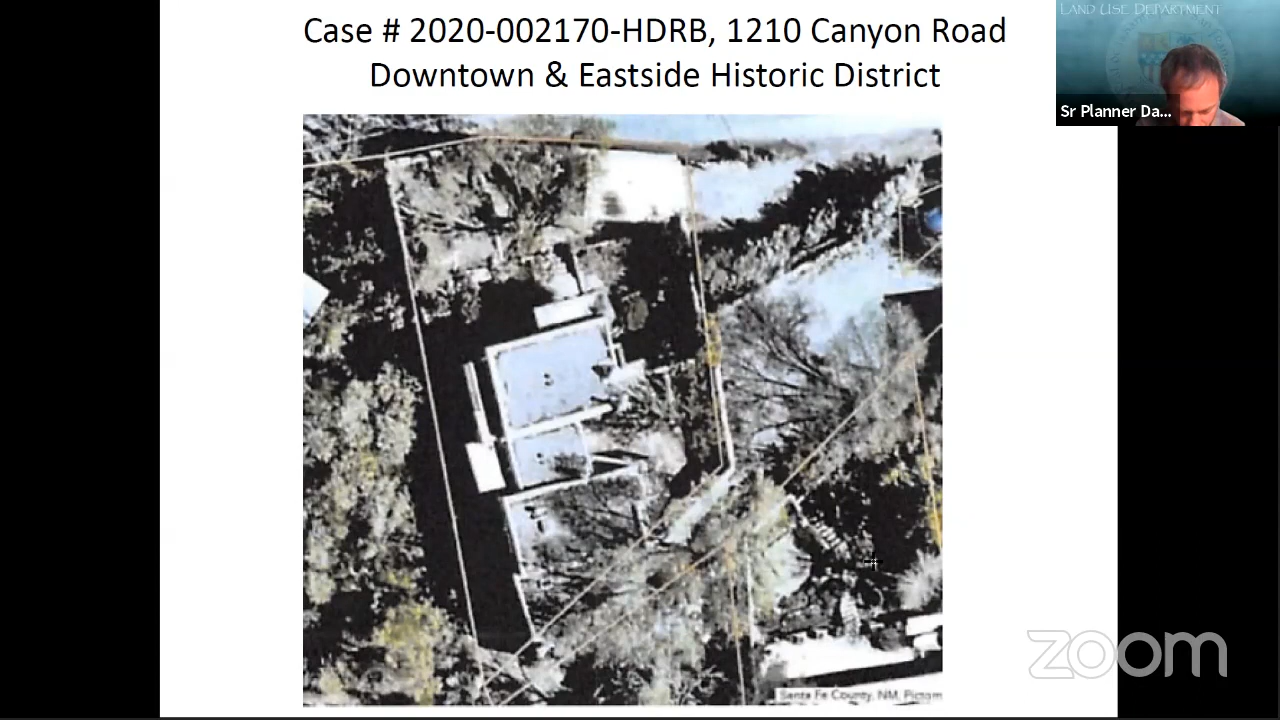 Case # 2020-002170-HDRB, 1210 Canyon Road
Downtown & Eastside Historic District
LAND USE DEPARTMENT
Sr Planner Da...
zoom
Santa Fe County, NM, Pictom